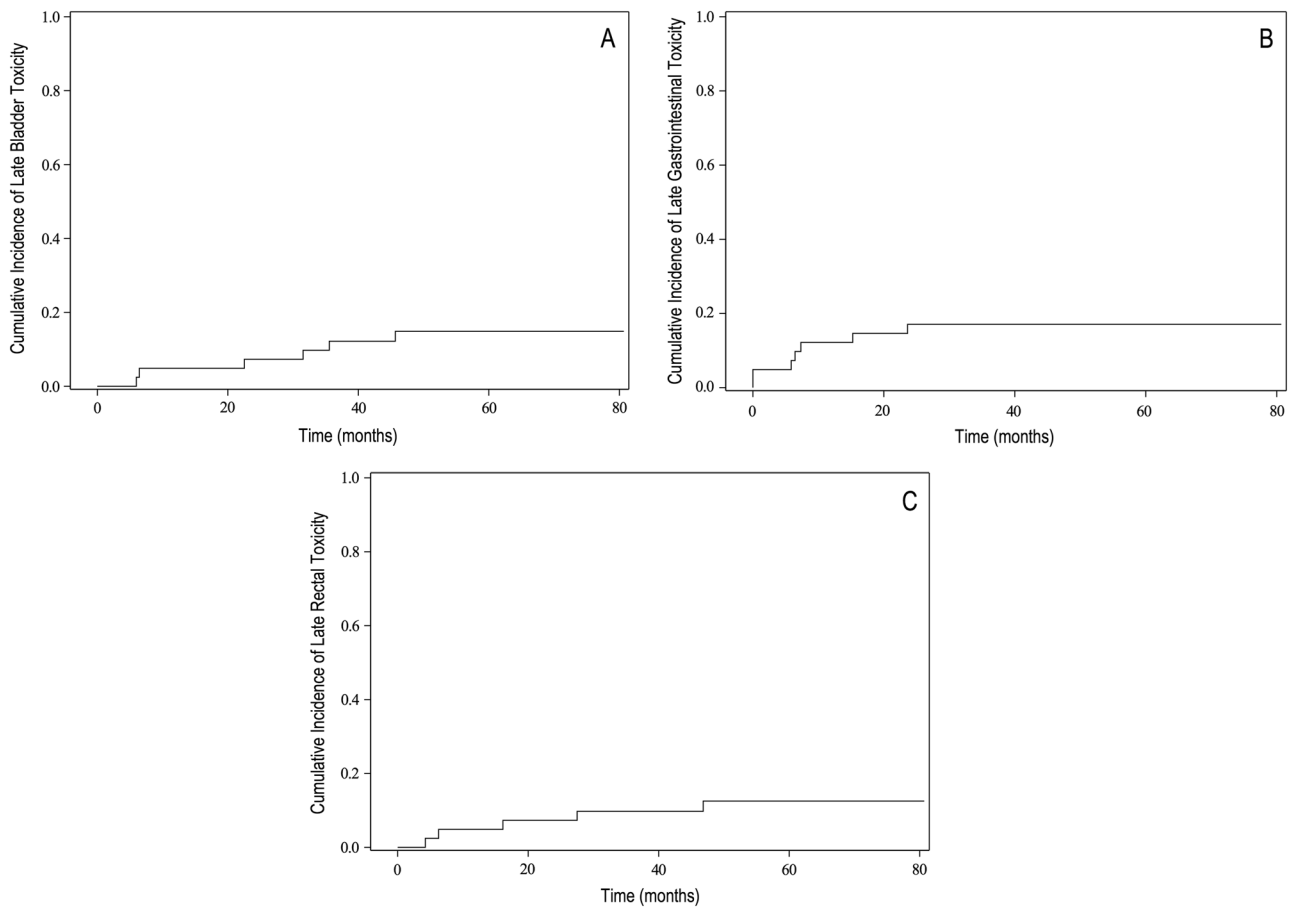 A
Cumulative Incidence of Late Bladder Toxicity
1.0
0.8
0.6
0.4
0.2
0.0
0 20 40 60 80
Time (months)
B
Cumulative Incidence of Late Gastrointestinal Toxicity
1.0
0.8
0.6
0.4
0.2
0.0
0 20 40 60 80
Time (months)
C
Cumulative Incidence of Late Rectal Toxicity
1.0
0.8
0.6
0.4
0.2
0.0
0 20 40 60 80
Time (months)